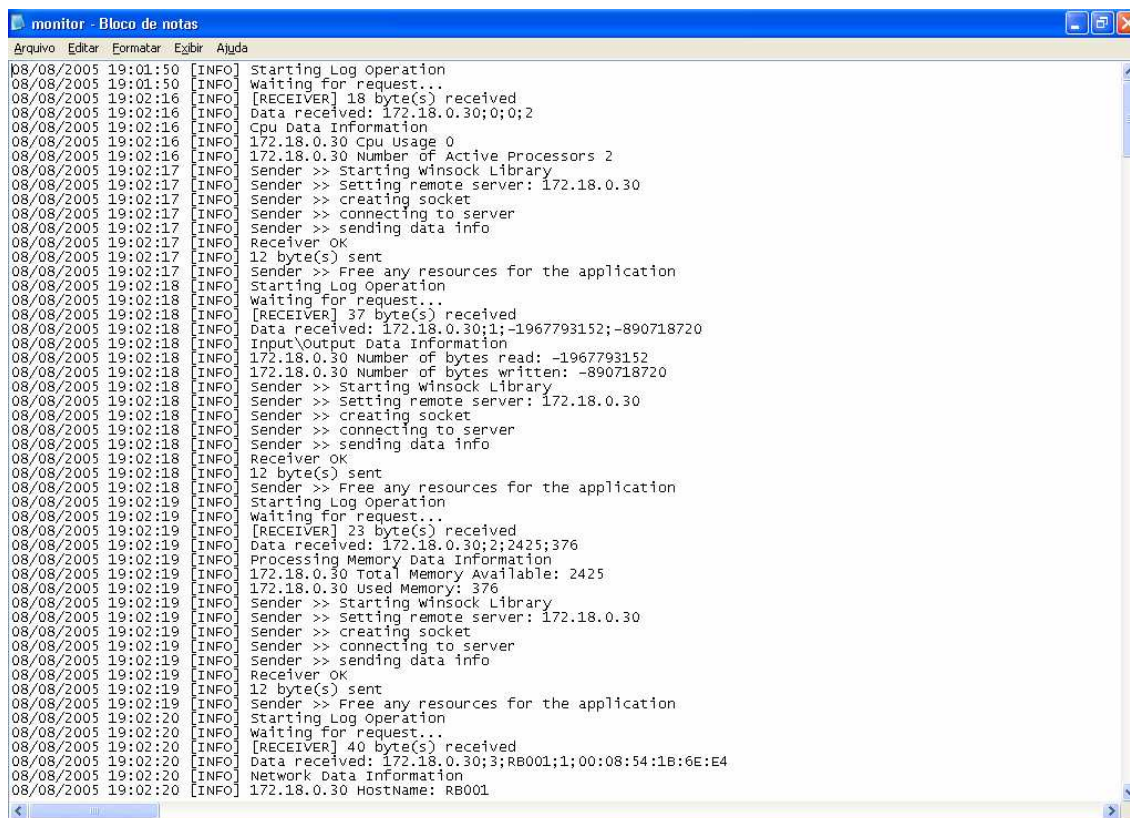 monitor - Bloco de notas
Arquivo Editar Formatar Exibir Ajuda
08/08/2005 19:01:50 [INFO] Starting Log Operation
08/08/2005 19:01:50 [INFO] Waiting for request...
08/08/2005 19:02:16 [INFO] [RECEIVER] 18 byte(s) received
08/08/2005 19:02:16 [INFO] Data received: 172.18.0.30;0;0;2
08/08/2005 19:02:16 [INFO] Cpu Data Information
08/08/2005 19:02:16 [INFO] 172.18.0.30 Cpu Usage 0
08/08/2005 19:02:16 [INFO] 172.18.0.30 Number of Active Processors 2
08/08/2005 19:02:17 [INFO] Sender >> Starting Winsock Library
08/08/2005 19:02:17 [INFO] Sender >> Setting remote server: 172.18.0.30
08/08/2005 19:02:17 [INFO] Sender >> creating socket
08/08/2005 19:02:17 [INFO] Sender >> connecting to server
08/08/2005 19:02:17 [INFO] Sender >> sending data info
08/08/2005 19:02:17 [INFO] Receiver OK
08/08/2005 19:02:17 [INFO] 12 byte(s) sent
08/08/2005 19:02:17 [INFO] Sender >> Free any resources for the application
08/08/2005 19:02:18 [INFO] Starting Log Operation
08/08/2005 19:02:18 [INFO] Waiting for request...
08/08/2005 19:02:18 [INFO] [RECEIVER] 37 byte(s) received
08/08/2005 19:02:18 [INFO] Data received: 172.18.0.30;1;-1967793152;-890718720
08/08/2005 19:02:18 [INFO] Input\Output Data Information
08/08/2005 19:02:18 [INFO] 172.18.0.30 Number of bytes read: -1967793152
08/08/2005 19:02:18 [INFO] 172.18.0.30 Number of bytes written: -890718720
08/08/2005 19:02:18 [INFO] Sender >> Starting Winsock Library
08/08/2005 19:02:18 [INFO] Sender >> Setting remote server: 172.18.0.30
08/08/2005 19:02:18 [INFO] Sender >> creating socket
08/08/2005 19:02:18 [INFO] Sender >> connecting to server
08/08/2005 19:02:18 [INFO] Sender >> sending data info
08/08/2005 19:02:18 [INFO] Receiver OK
08/08/2005 19:02:18 [INFO] 12 byte(s) sent
08/08/2005 19:02:18 [INFO] Sender >> Free any resources for the application
08/08/2005 19:02:19 [INFO] Starting Log Operation
08/08/2005 19:02:19 [INFO] Waiting for request...
08/08/2005 19:02:19 [INFO] [RECEIVER] 23 byte(s) received
08/08/2005 19:02:19 [INFO] Data received: 172.18.0.30;2;2425;376
08/08/2005 19:02:19 [INFO] Processing Memory Data Information
08/08/2005 19:02:19 [INFO] 172.18.0.30 Total Memory Available: 2425
08/08/2005 19:02:19 [INFO] 172.18.0.30 Used Memory: 376
08/08/2005 19:02:19 [INFO] Sender >> Starting Winsock Library
08/08/2005 19:02:19 [INFO] Sender >> Setting remote server: 172.18.0.30
08/08/2005 19:02:19 [INFO] Sender >> creating socket
08/08/2005 19:02:19 [INFO] Sender >> connecting to server
08/08/2005 19:02:19 [INFO] Sender >> sending data info
08/08/2005 19:02:19 [INFO] Receiver OK
08/08/2005 19:02:19 [INFO] 12 byte(s) sent
08/08/2005 19:02:19 [INFO] Sender >> Free any resources for the application
08/08/2005 19:02:20 [INFO] Starting Log Operation
08/08/2005 19:02:20 [INFO] Waiting for request...
08/08/2005 19:02:20 [INFO] [RECEIVER] 40 byte(s) received
08/08/2005 19:02:20 [INFO] Data received: 172.18.0.30;3;RB001;1;00:08:54:1B:6E:E4
08/08/2005 19:02:20 [INFO] Network Data Information
08/08/2005 19:02:20 [INFO] 172.18.0.30 HostName: RB001